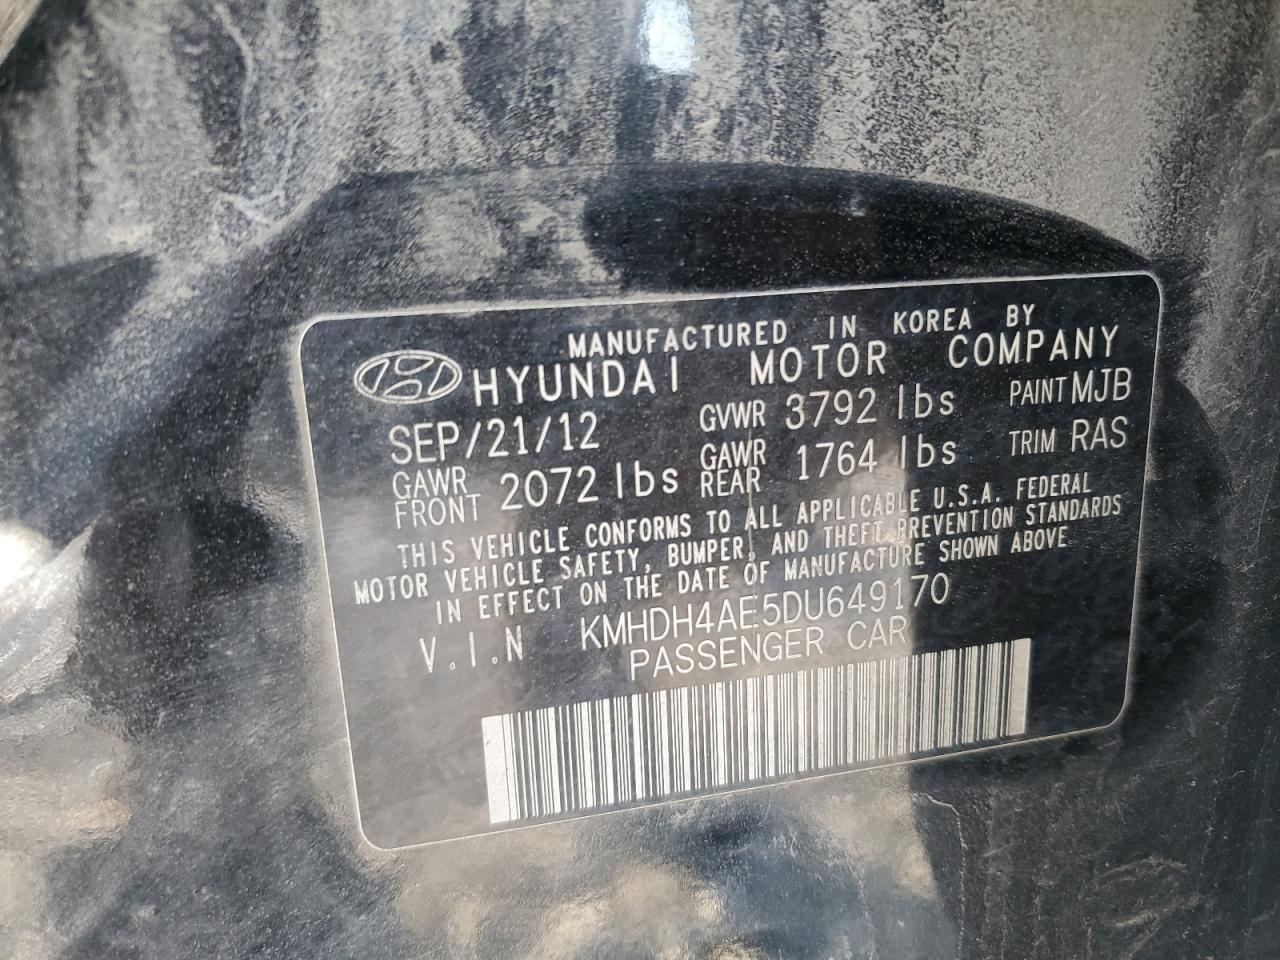 MANUFACTURED IN KOREA BY
HYUNDAI MOTOR COMPANY
SEP/21/12 GVWR 3792 lbs PAINT MJB
GAWR FRONT 2072 lbs GAWR REAR 1764 lbs TRIM RAS
THIS VEHICLE CONFORMS TO ALL APPLICABLE U.S.A. FEDERAL
MOTOR VEHICLE SAFETY, BUMPER, AND THEFT PREVENTION STANDARDS
IN EFFECT ON THE DATE OF MANUFACTURE SHOWN ABOVE
V.I.N KMHDH4AE5DU649170
PASSENGER CAR